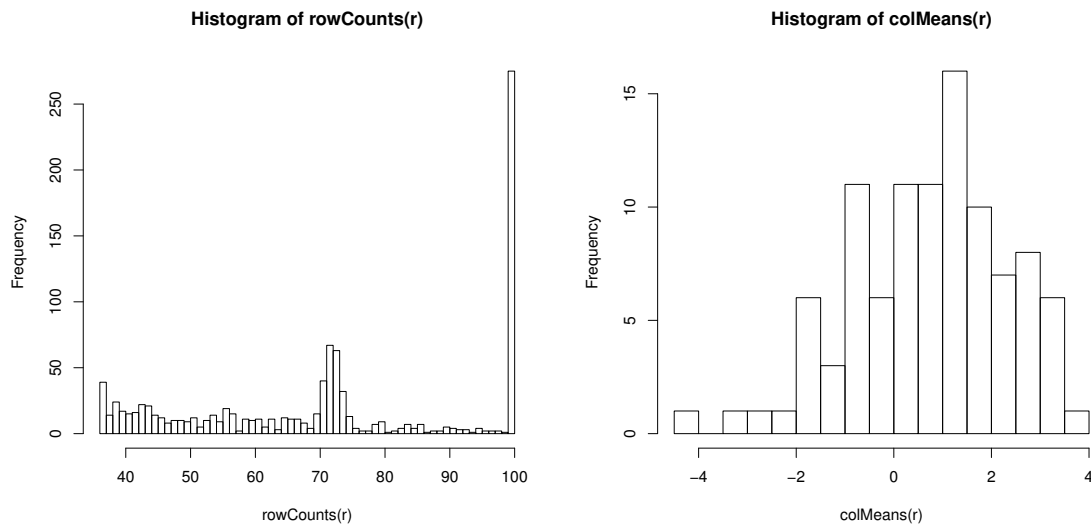 Histogram of rowCounts(r)
Frequency
0
50
100
150
200
250
40 50 60 70 80 90 100
rowCounts(r)
Histogram of colMeans(r)
Frequency
0
5
10
15
−4 −2 0 2 4
colMeans(r)